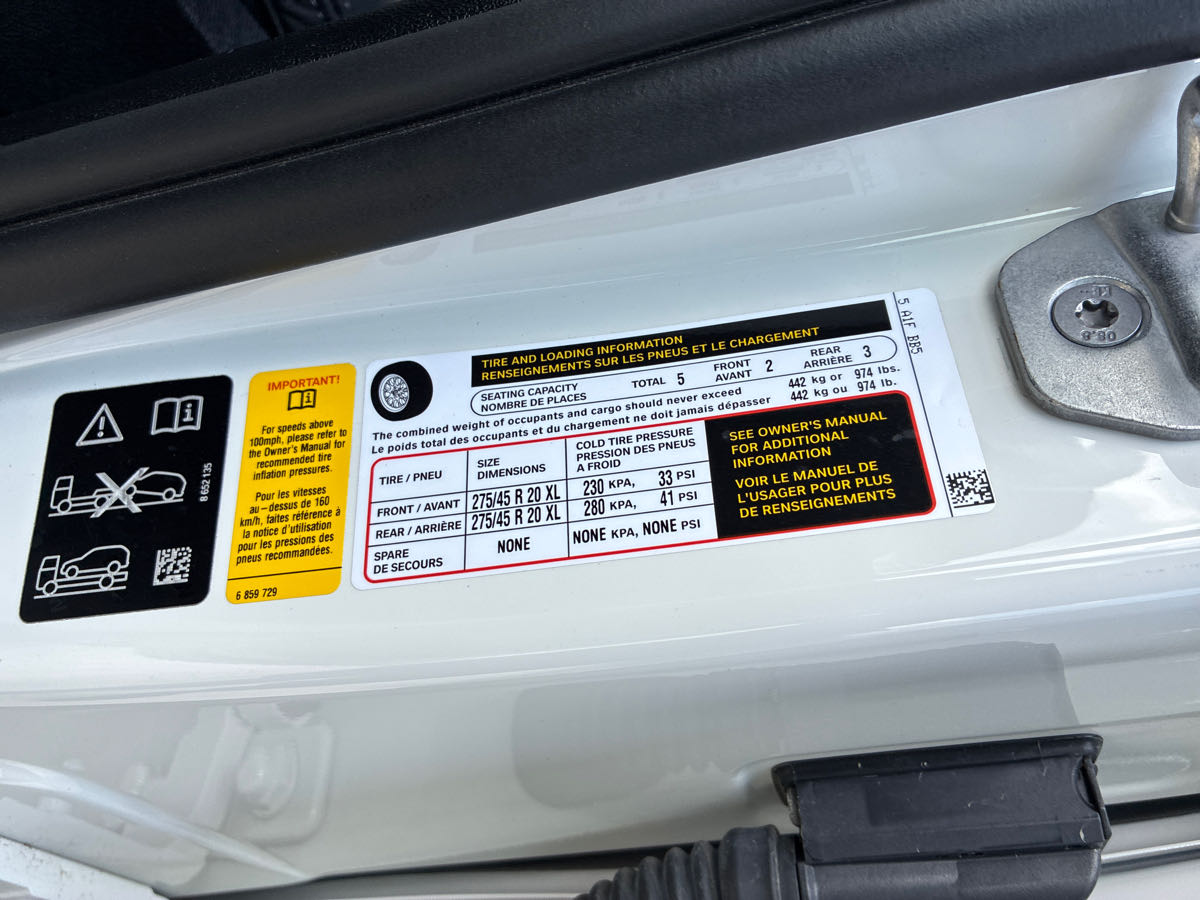 8 652 135
IMPORTANT!
For speeds above
100mph, please refer to
the Owner's Manual for
recommended tire
inflation pressures.
Pour les vitesses
au – dessus de 160
km/h, faites référence à
la notice d'utilisation
pour les pressions des
pneus recommandées.
6 859 729
TIRE AND LOADING INFORMATION
RENSEIGNEMENTS SUR LES PNEUS ET LE CHARGEMENT
SEATING CAPACITY TOTAL 5 FRONT 2 REAR 3
NOMBRE DE PLACES AVANT ARRIÈRE
The combined weight of occupants and cargo should never exceed 442 kg or 974 lbs.
Le poids total des occupants et du chargement ne doit jamais dépasser 442 kg ou 974 lb.
TIRE / PNEU SIZE COLD TIRE PRESSURE
DIMENSIONS PRESSION DES PNEUS
A FROID
FRONT / AVANT 275/45 R 20 XL 230 KPA, 33 PSI
REAR / ARRIÈRE 275/45 R 20 XL 280 KPA, 41 PSI
SPARE NONE NONE KPA, NONE PSI
DE SECOURS
SEE OWNER'S MANUAL
FOR ADDITIONAL
INFORMATION
VOIR LE MANUEL DE
L'USAGER POUR PLUS
DE RENSEIGNEMENTS
5 A1F BB5
08.8